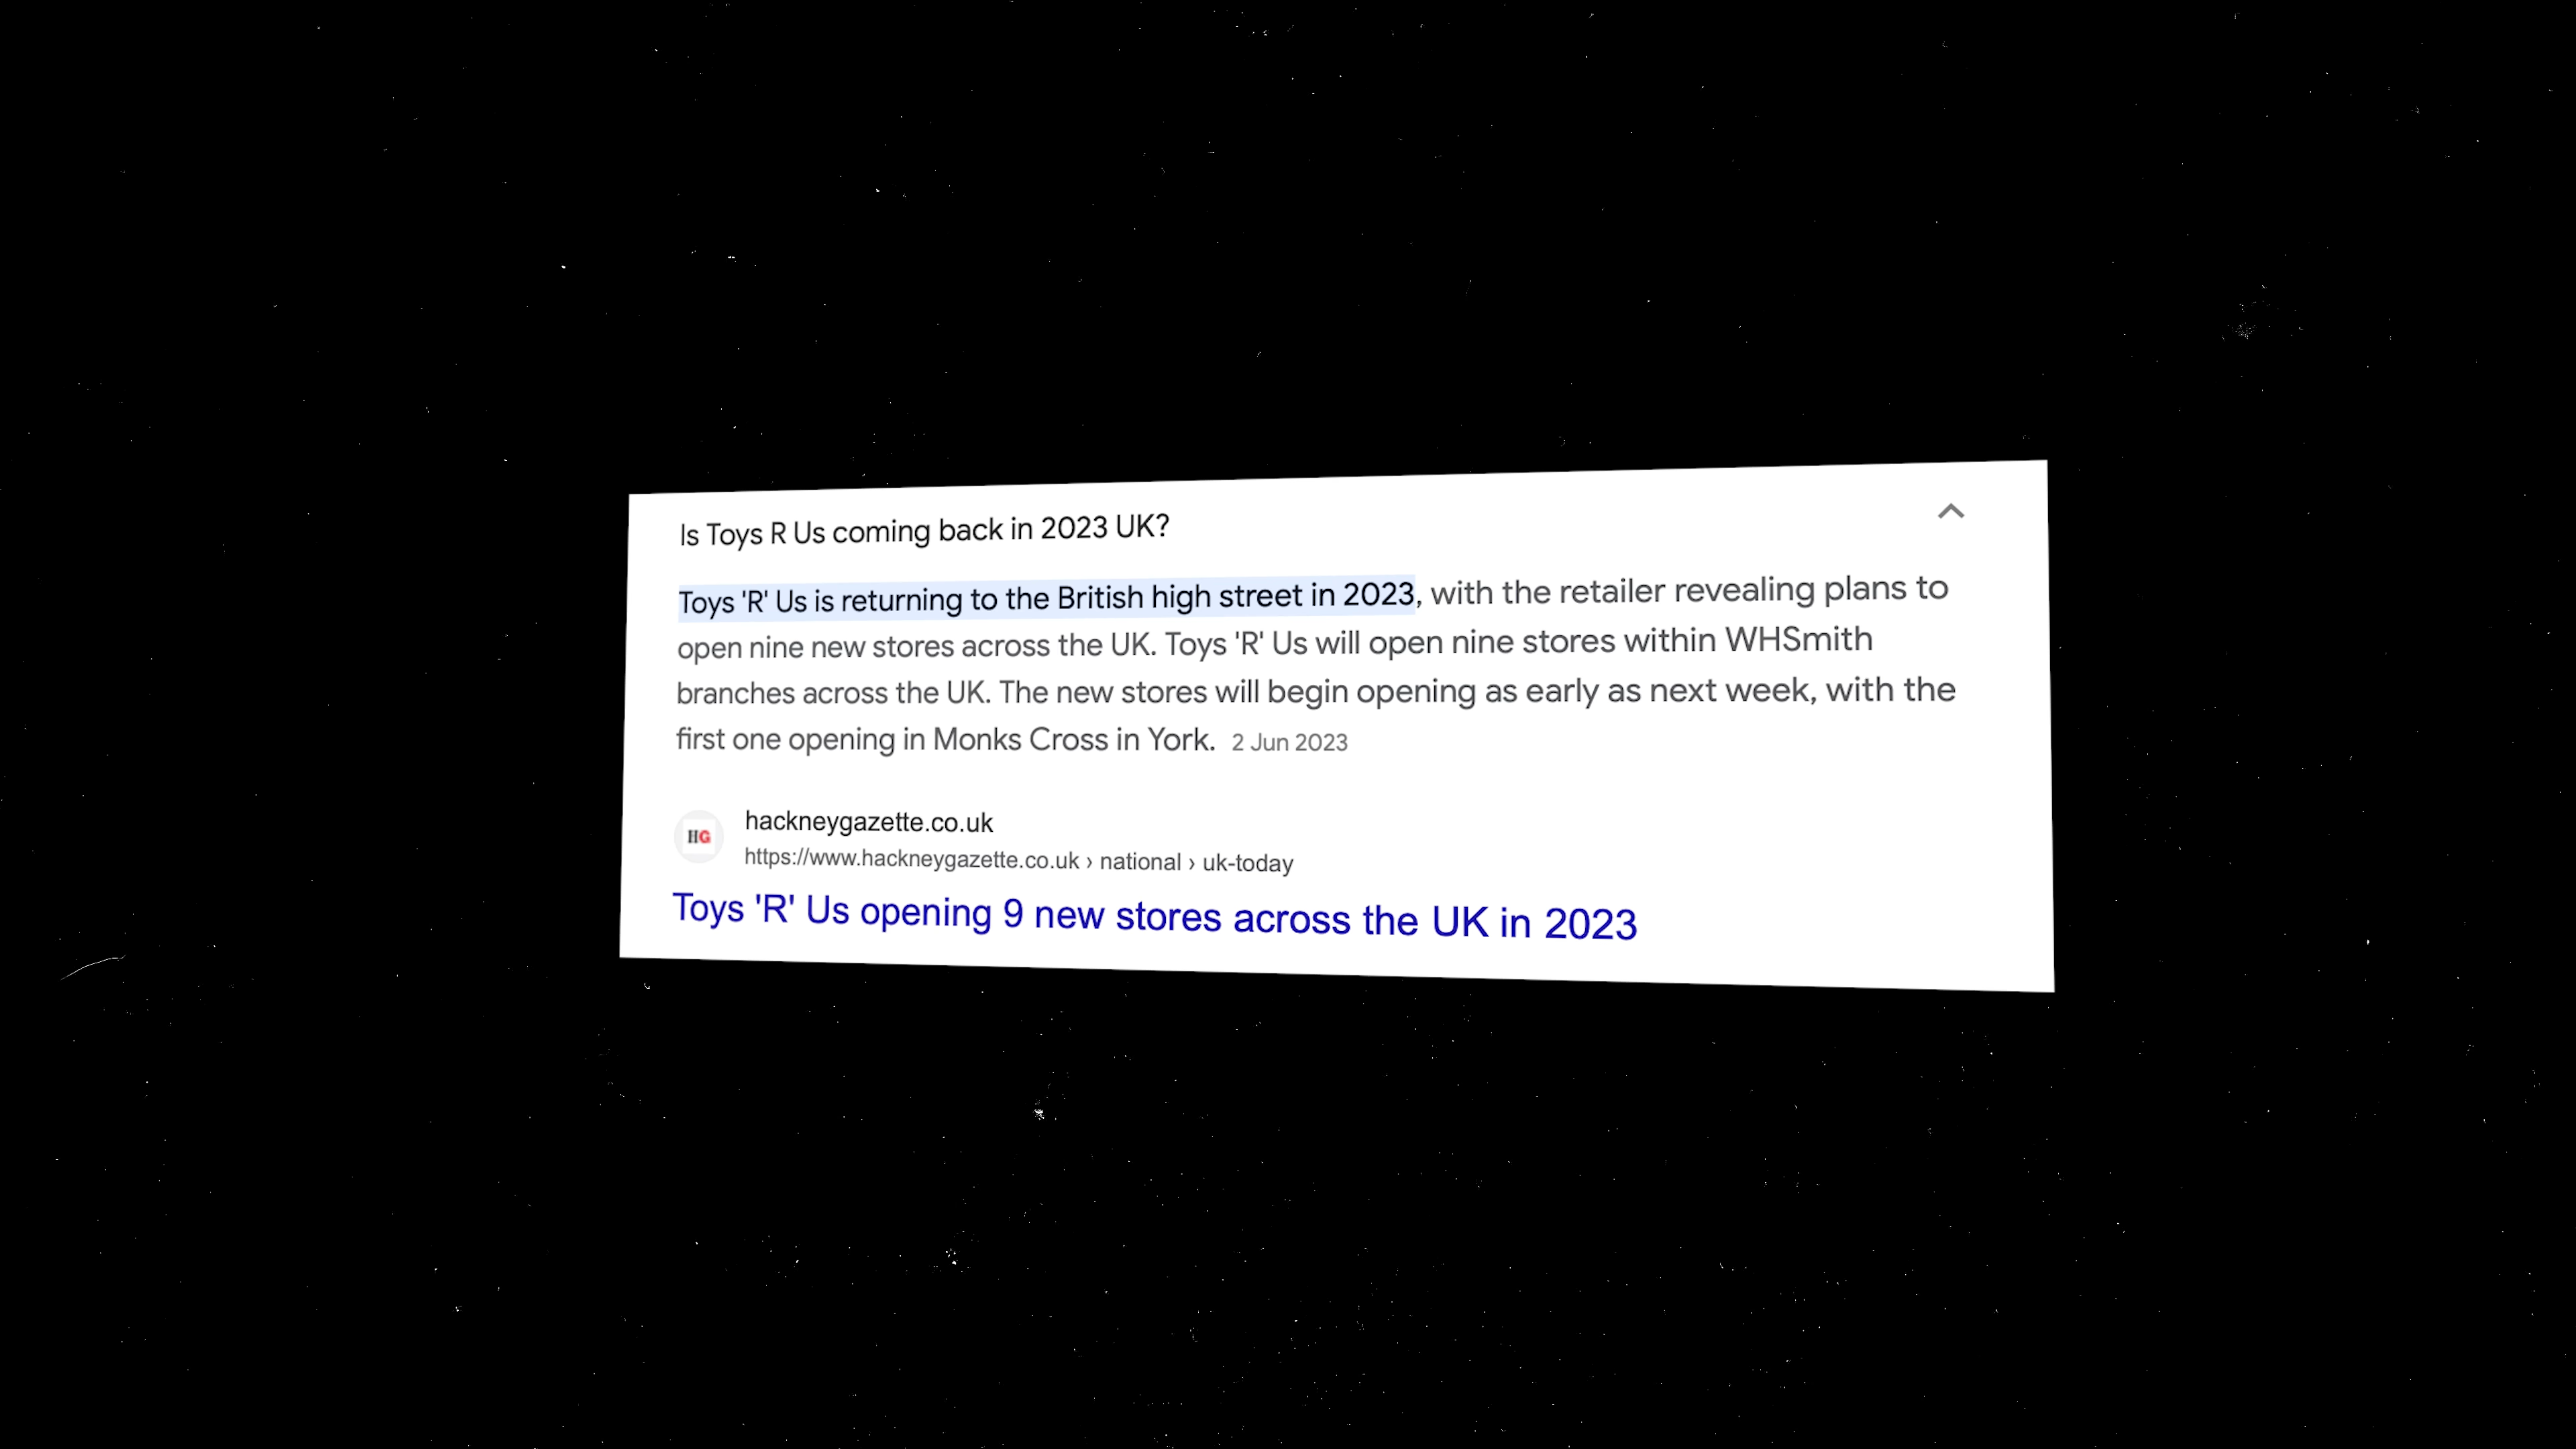 Is Toys R Us coming back in 2023 UK?
Toys 'R' Us is returning to the British high street in 2023, with the retailer revealing plans to
open nine new stores across the UK. Toys 'R' Us will open nine stores within WHSmith
branches across the UK. The new stores will begin opening as early as next week, with the
first one opening in Monks Cross in York. 2 Jun 2023
HG
hackneygazette.co.uk
https://www.hackneygazette.co.uk › national › uk-today
Toys 'R' Us opening 9 new stores across the UK in 2023